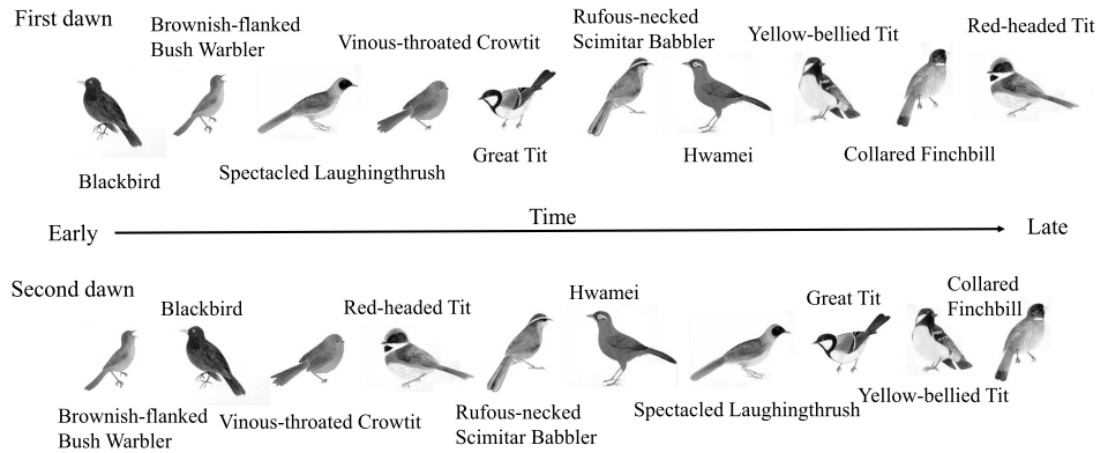 First dawn
Brownish-flanked
Bush Warbler
Vinous-throated Crowtit
Rufous-necked
Scimitar Babbler
Yellow-bellied Tit
Red-headed Tit
Blackbird
Spectacled Laughingthrush
Great Tit
Hwamei
Collared Finchbill
Time
Early
Late
Second dawn
Blackbird
Red-headed Tit
Hwamei
Great Tit
Collared
Finchbill
Brownish-flanked
Bush Warbler
Vinous-throated Crowtit
Rufous-necked
Scimitar Babbler
Spectacled Laughingthrush
Yellow-bellied Tit